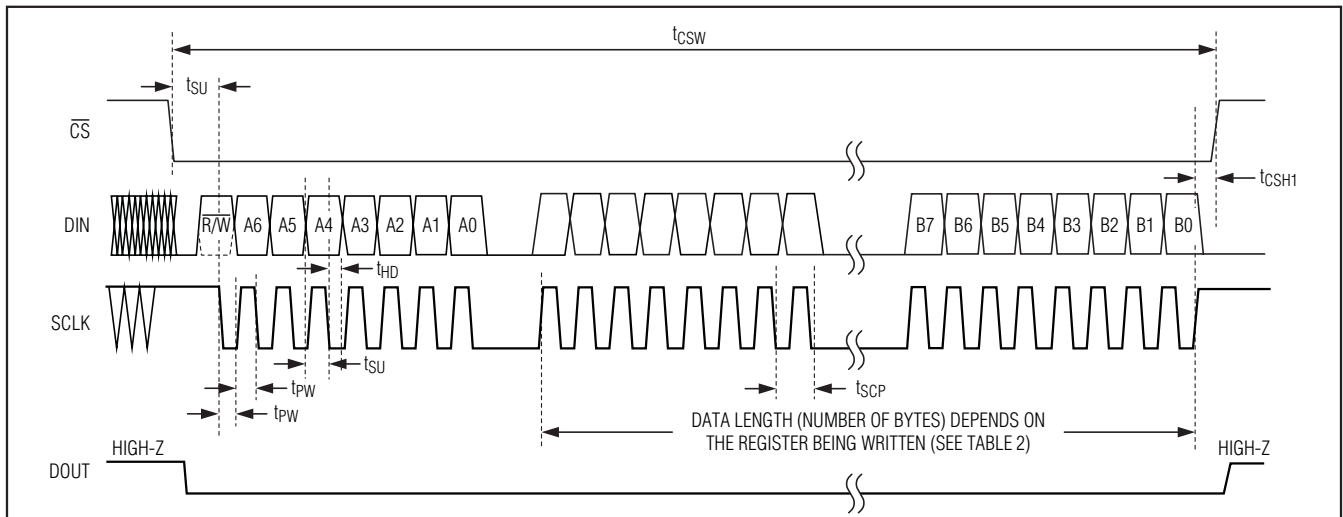 tCSW
tSU
CS
tCSH1
DIN
R/W A6 A5 A4 A3 A2 A1 A0 B7 B6 B5 B4 B3 B2 B1 B0
tHD
SCLK
tSU
tPW
tSCP
tPW
DATA LENGTH (NUMBER OF BYTES) DEPENDS ON
THE REGISTER BEING WRITTEN (SEE TABLE 2)
HIGH-Z HIGH-Z
DOUT